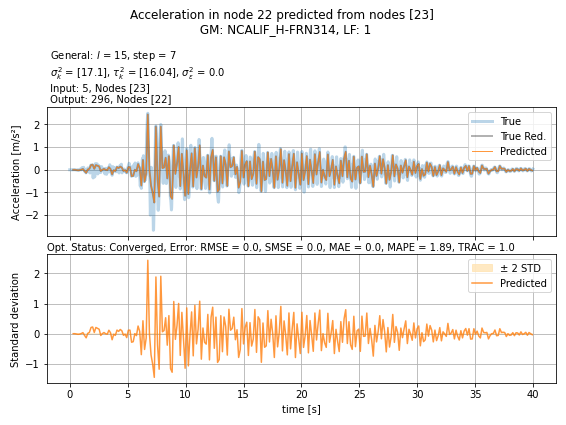 Acceleration in node 22 predicted from nodes [23]
GM: NCALIF_H-FRN314, LF: 1
General: l = 15, step = 7
σ²ₖ = [17.1], τ²ₖ = [16.04], σ²ε = 0.0
Input: 5, Nodes [23]
Output: 296, Nodes [22]
Acceleration [m/s²]
2
1
0
−1
−2
True
True Red.
Predicted
Opt. Status: Converged, Error: RMSE = 0.0, SMSE = 0.0, MAE = 0.0, MAPE = 1.89, TRAC = 1.0
Standard deviation
2
1
0
−1
± 2 STD
Predicted
0 5 10 15 20 25 30 35 40
time [s]